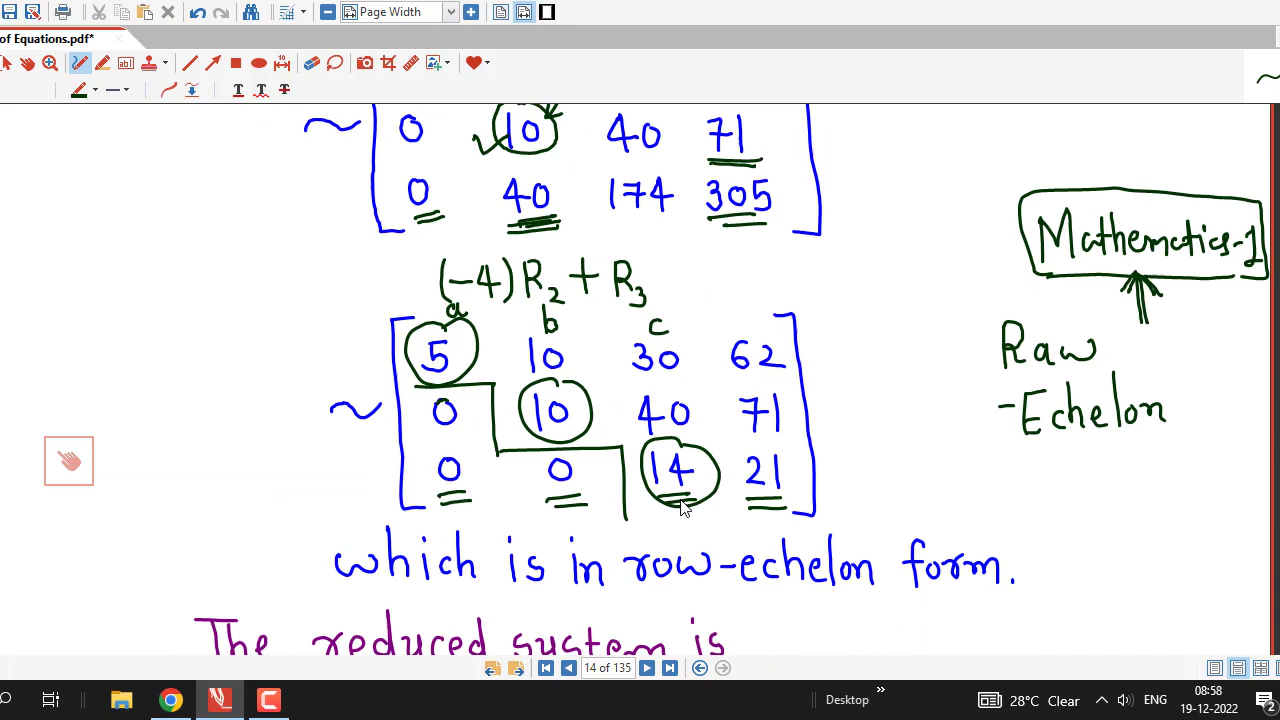 Page Width
of Equations.pdf*
10
T T T
~ 0 10 40 71
0 40 174 305
(-4) R2 + R3
a b c
5 10 30 62
~ 0 10 40 71
0 0 14 21
which is in row-echelon form.
The reduced system is
Mathematics-1
Raw
-Echelon
14 of 135
Desktop
»
28°C Clear
ENG
08:58
19-12-2022
2